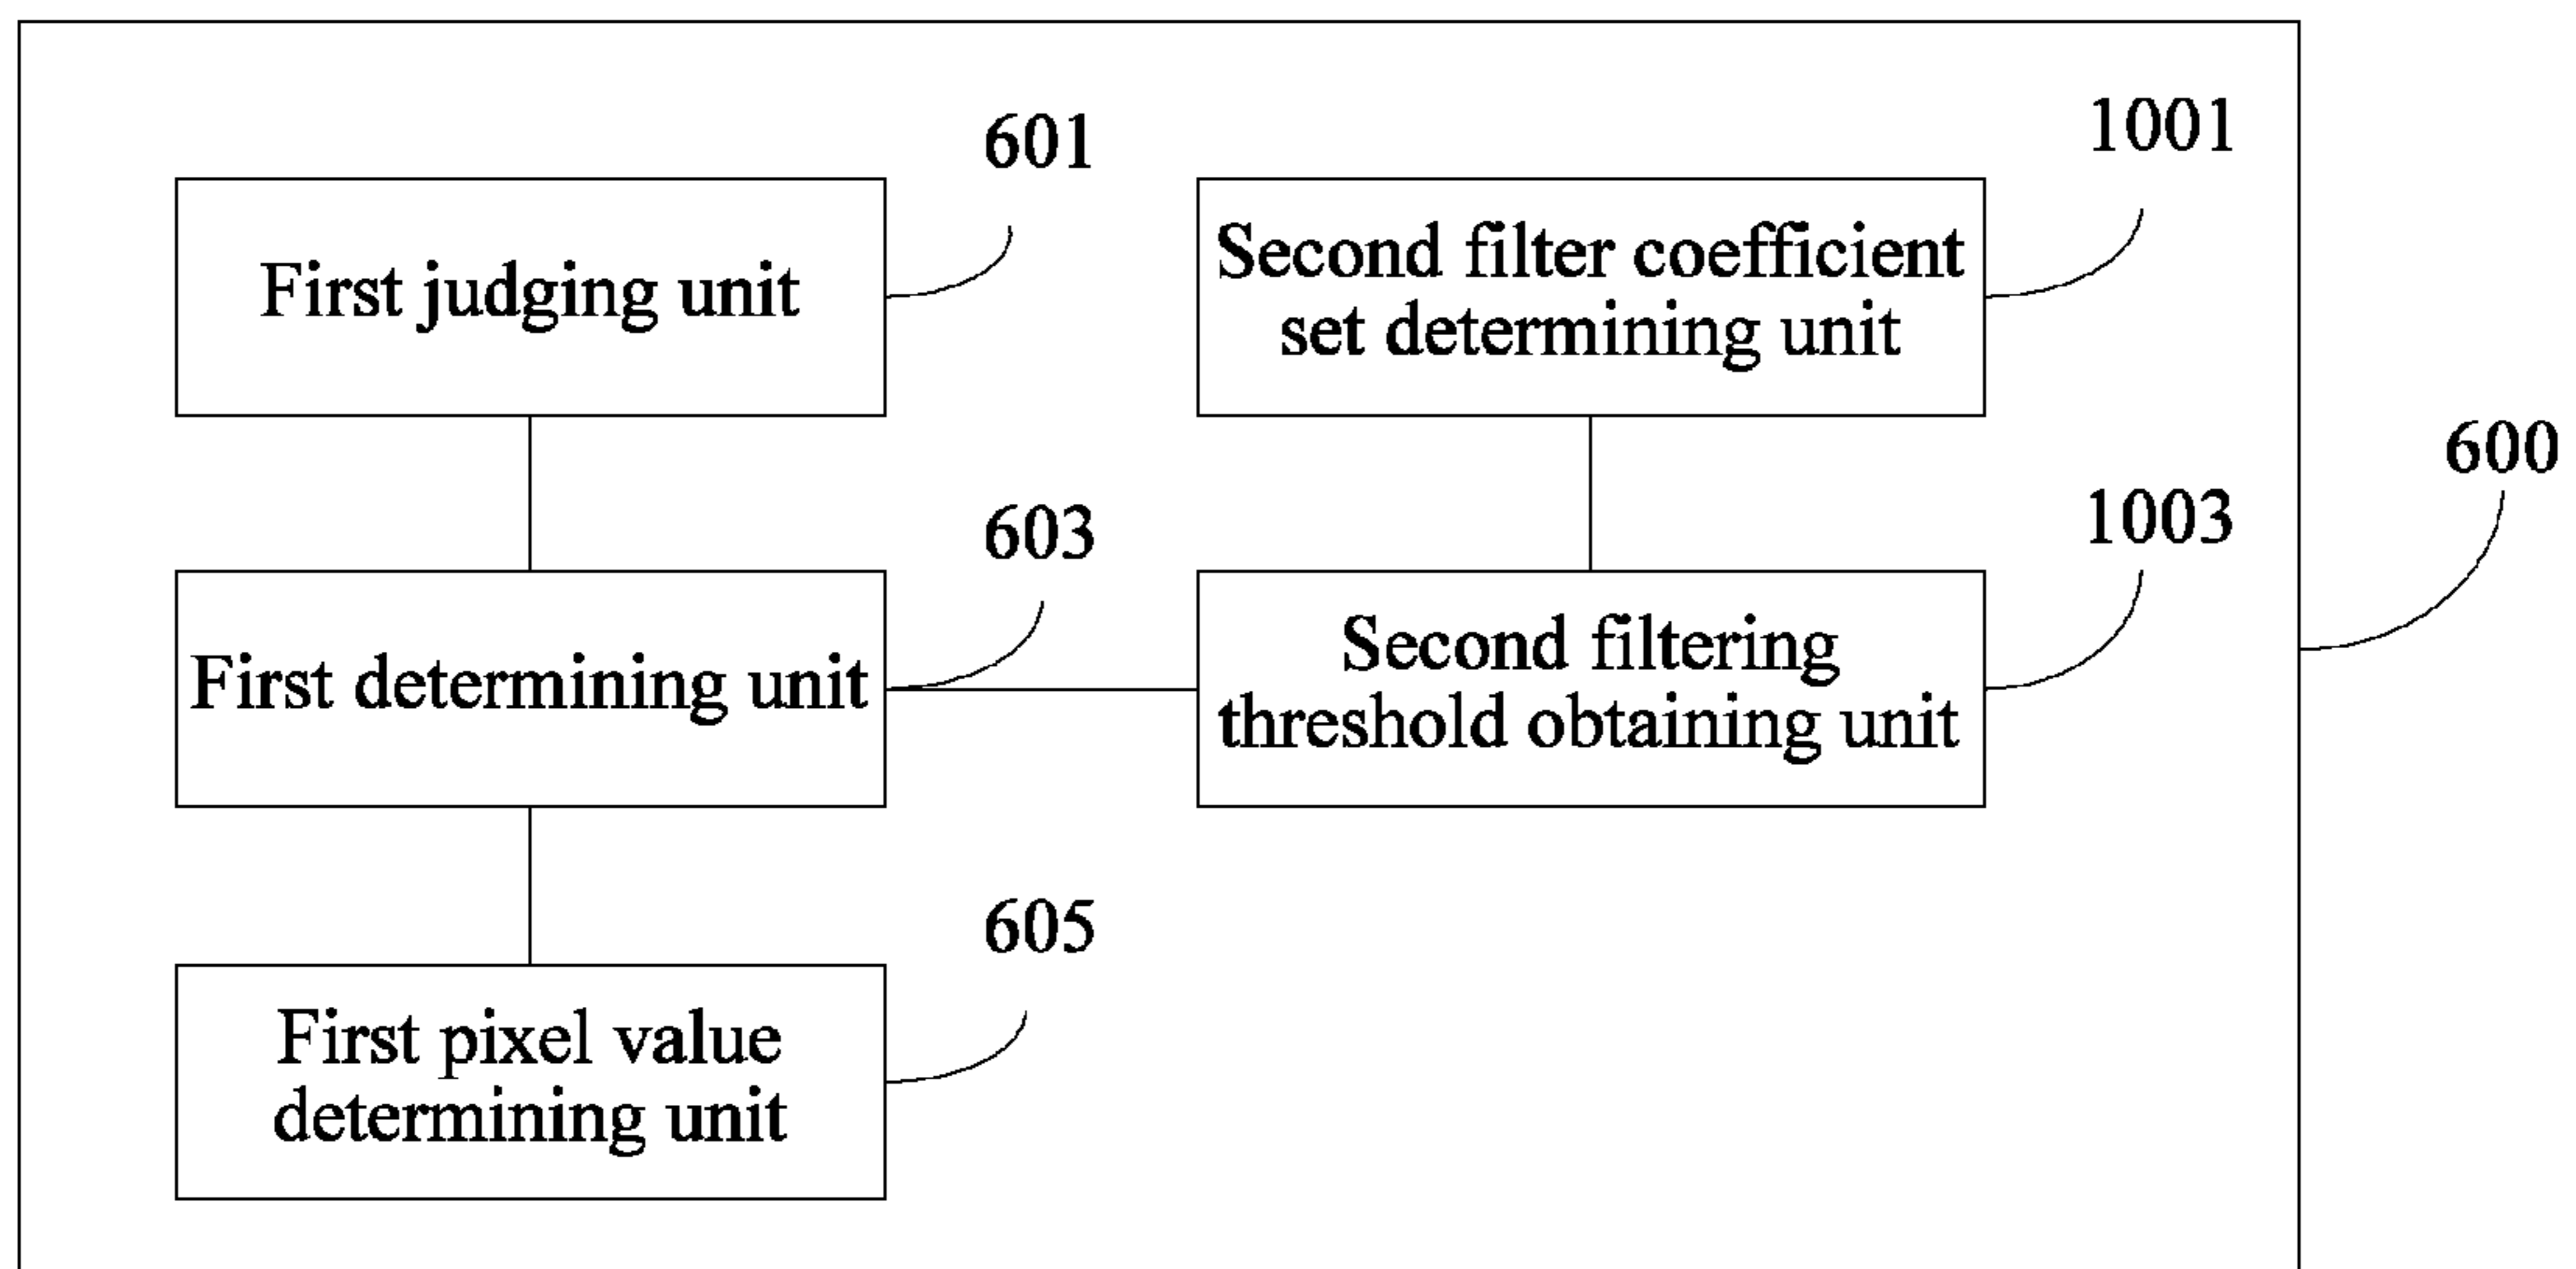 601
First judging unit
1001
Second filter coefficient
set determining unit
600
603
First determining unit
1003
Second filtering
threshold obtaining unit
605
First pixel value
determining unit